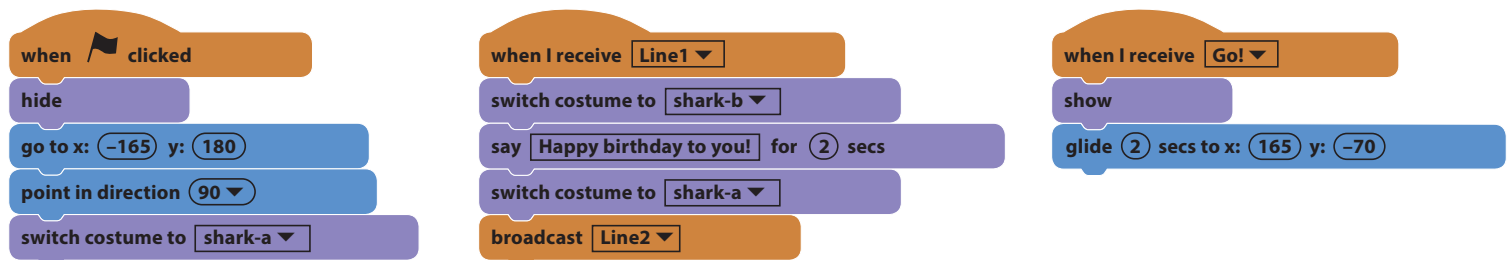 when clicked
hide
go to x: –165 y: 180
point in direction 90
switch costume to shark-a
when I receive Line1
switch costume to shark-b
say Happy birthday to you! for 2 secs
switch costume to shark-a
broadcast Line2
when I receive Go!
show
glide 2 secs to x: 165 y: –70